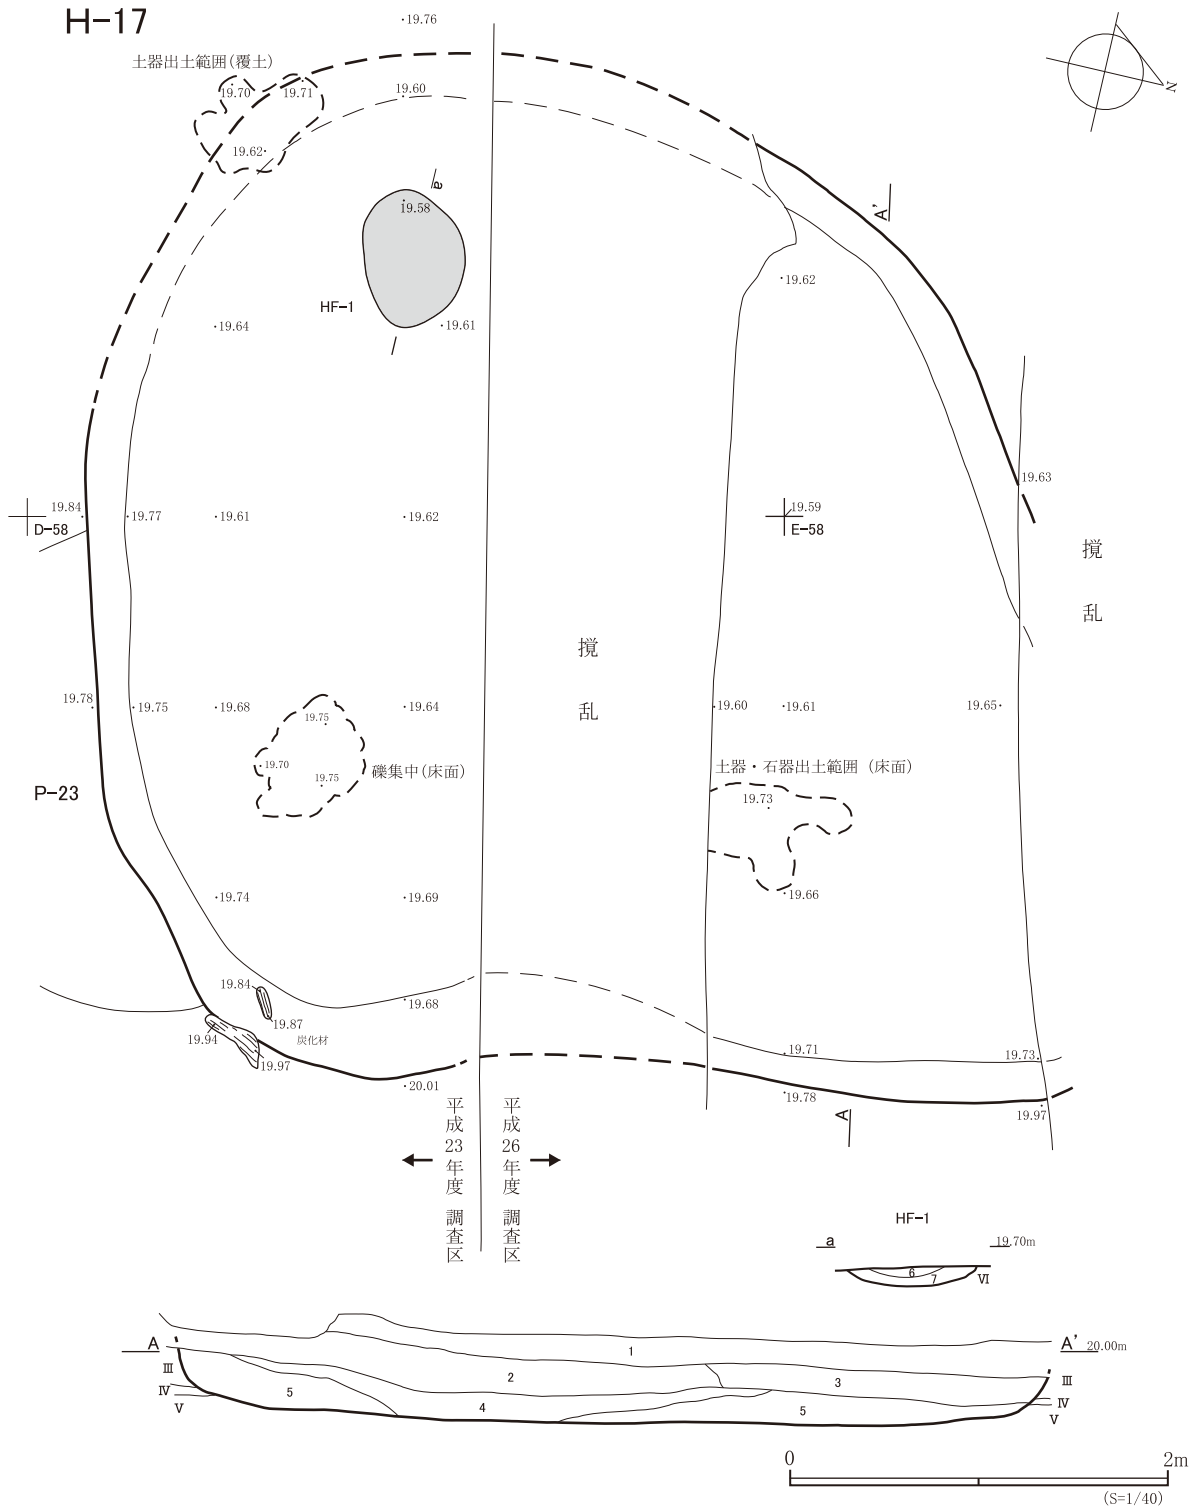 H-17
・19.76
土器出土範囲(覆土)
19.70
19.71
19.60
19.62・
N
a
19.58
A'
・19.62
HF-1
・19.64
・19.61
19.63
19.84
・19.77
・19.61
・19.62
19.59
D-58
E-58
撹乱
撹乱
19.78
・19.75
・19.68
19.75
・19.64
・19.60
・19.61
19.65・
・19.70
19.75
礫集中(床面)
土器・石器出土範囲 (床面)
19.73
P-23
・19.74
・19.69
・19.66
19.84
19.87
・19.68
19.94
炭化材
19.97
・19.71
19.73
・20.01
19.78
19.97
A
平成23年度 調査区
平成26年度 調査区
HF-1
a
19.70m
6
7
VI
A
A'
20.00m
1
III
2
3
III
IV
5
4
5
IV
V
V
0
2m
(S=1/40)